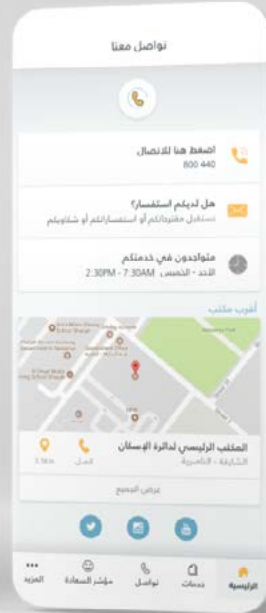 تواصل معنا
اضغط هنا للاتصال
800 440
هل لديكم استفسار؟
نستقبل مقترحاتكم أو استفساراتكم أو شكاويكم
متواجدون في خدمتكم
الأحد - الخميس 7:30AM - 2:30PM
أقرب مكتب
المكتب الرئيسي لدائرة الإسكان
الشارقة - الناصرية
اتصل
عرض الجميع
الرئيسية
خدمات
تواصل
مؤشر السعادة
المزيد